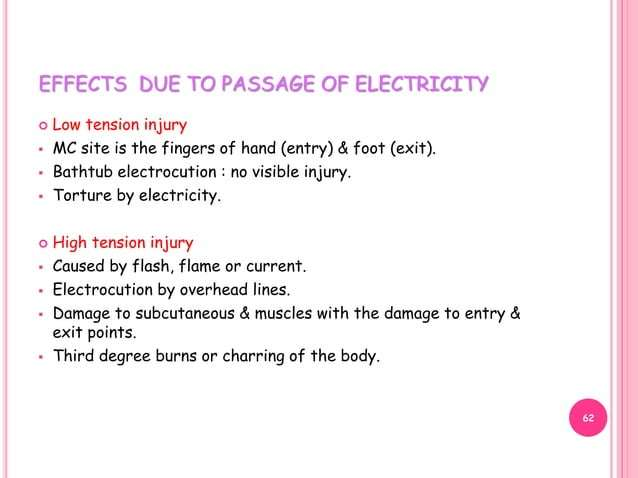 EFFECTS DUE TO PASSAGE OF ELECTRICITY
Low tension injury
MC site is the fingers of hand (entry) & foot (exit).
Bathtub electrocution : no visible injury.
Torture by electricity.
High tension injury
Caused by flash, flame or current.
Electrocution by overhead lines.
Damage to subcutaneous & muscles with the damage to entry &
exit points.
Third degree burns or charring of the body.
62